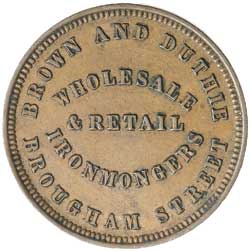 BROWN AND DUTHIE
WHOLESALE
& RETAIL
IRONMONGERS
BROUGHAM STREET